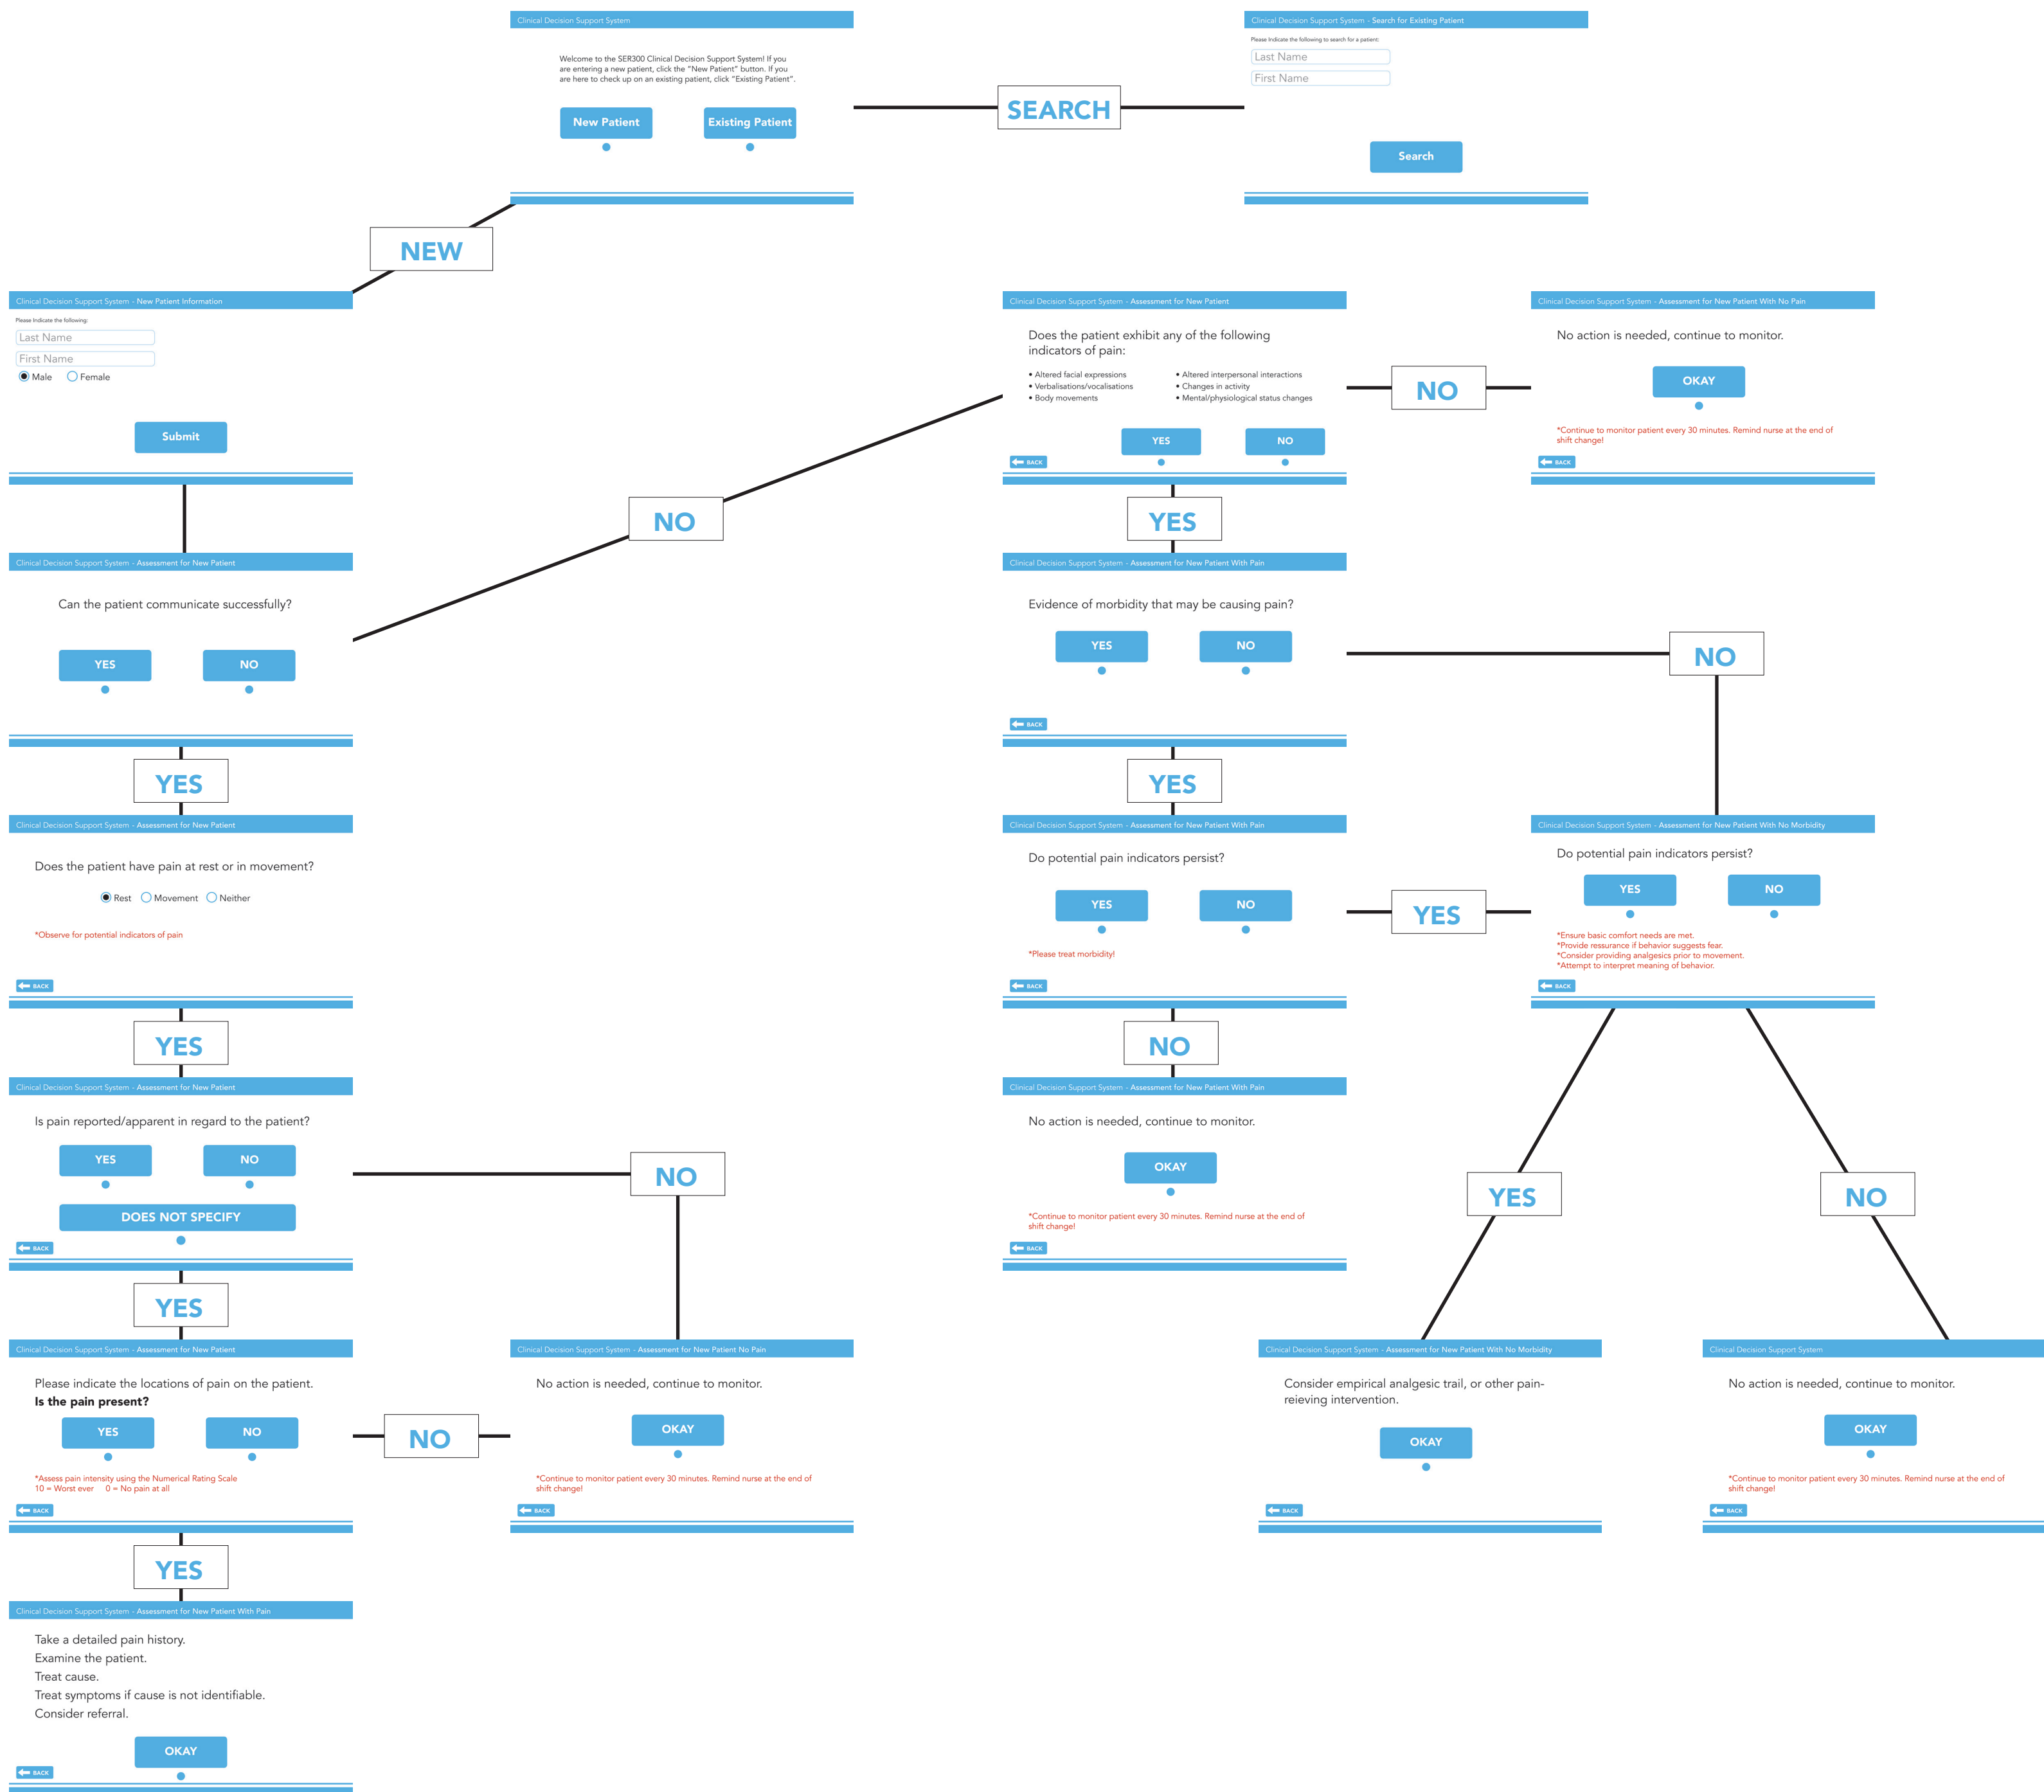 Clinical Decision Support System
Welcome to the SER300 Clinical Decision Support System! If you
are entering a new patient, click the “New Patient” button. If you
are here to check up on an existing patient, click “Existing Patient”.
New Patient
Existing Patient
SEARCH
Clinical Decision Support System - Search for Existing Patient
Please Indicate the following to search for a patient:
Last Name
First Name
Search
NEW
Clinical Decision Support System - New Patient Information
Please Indicate the following:
Last Name
First Name
Male Female
Submit
Clinical Decision Support System - Assessment for New Patient
Does the patient exhibit any of the following
indicators of pain:
• Altered facial expressions
• Verbalisations/vocalisations
• Body movements
• Altered interpersonal interactions
• Changes in activity
• Mental/physiological status changes
YES
NO
BACK
NO
Clinical Decision Support System - Assessment for New Patient With No Pain
No action is needed, continue to monitor.
OKAY
*Continue to monitor patient every 30 minutes. Remind nurse at the end of
shift change!
BACK
NO
YES
Clinical Decision Support System - Assessment for New Patient
Can the patient communicate successfully?
YES
NO
Clinical Decision Support System - Assessment for New Patient With Pain
Evidence of morbidity that may be causing pain?
YES
NO
BACK
NO
YES
YES
Clinical Decision Support System - Assessment for New Patient
Does the patient have pain at rest or in movement?
Rest Movement Neither
*Observe for potential indicators of pain
BACK
Clinical Decision Support System - Assessment for New Patient With Pain
Do potential pain indicators persist?
YES
NO
*Please treat morbidity!
BACK
YES
Clinical Decision Support System - Assessment for New Patient With No Morbidity
Do potential pain indicators persist?
YES
NO
*Ensure basic comfort needs are met.
*Provide ressurance if behavior suggests fear.
*Consider providing analgesics prior to movement.
*Attempt to interpret meaning of behavior.
BACK
YES
NO
Clinical Decision Support System - Assessment for New Patient
Is pain reported/apparent in regard to the patient?
YES
NO
DOES NOT SPECIFY
BACK
NO
Clinical Decision Support System - Assessment for New Patient With Pain
No action is needed, continue to monitor.
OKAY
*Continue to monitor patient every 30 minutes. Remind nurse at the end of
shift change!
BACK
YES
NO
YES
Clinical Decision Support System - Assessment for New Patient
Please indicate the locations of pain on the patient.
Is the pain present?
YES
NO
*Assess pain intensity using the Numerical Rating Scale
10 = Worst ever 0 = No pain at all
BACK
NO
Clinical Decision Support System - Assessment for New Patient No Pain
No action is needed, continue to monitor.
OKAY
*Continue to monitor patient every 30 minutes. Remind nurse at the end of
shift change!
BACK
Clinical Decision Support System - Assessment for New Patient With No Morbidity
Consider empirical analgesic trail, or other pain-
reieving intervention.
OKAY
BACK
Clinical Decision Support System
No action is needed, continue to monitor.
OKAY
*Continue to monitor patient every 30 minutes. Remind nurse at the end of
shift change!
BACK
YES
Clinical Decision Support System - Assessment for New Patient With Pain
Take a detailed pain history.
Examine the patient.
Treat cause.
Treat symptoms if cause is not identifiable.
Consider referral.
OKAY
BACK